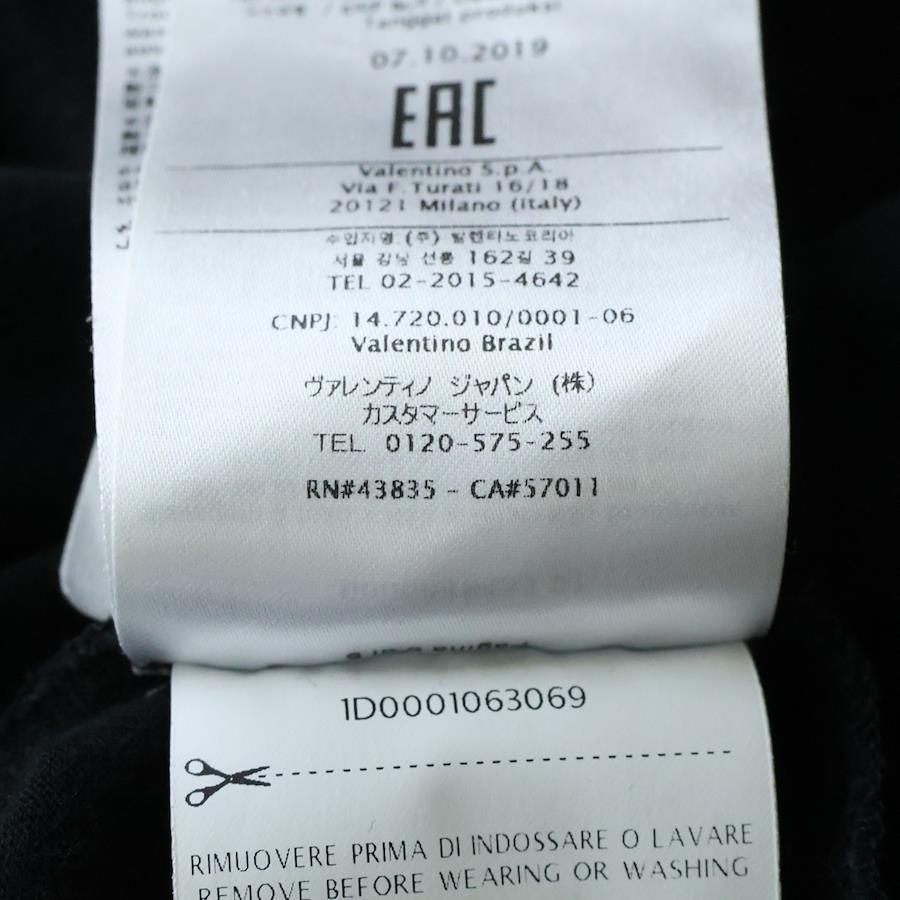 Tanggal produksi
07.10.2019
EAC
Valentino S.p.A.
Via F. Turati 16/18
20121 Milano (italy)
수입자명 (주) 발렌티노코리아
서울 강남 선릉 162길 39
TEL 02-2015-4642
CNPJ: 14.720.010/0001-06
Valentino Brazil
ヴァレンティノ ジャパン (株)
カスタマーサービス
TEL. 0120-575-255
RN#43835 - CA#57011
1D0001063069
RIMUOVERE PRIMA DI INDOSSARE O LAVARE
REMOVE BEFORE WEARING OR WASHING